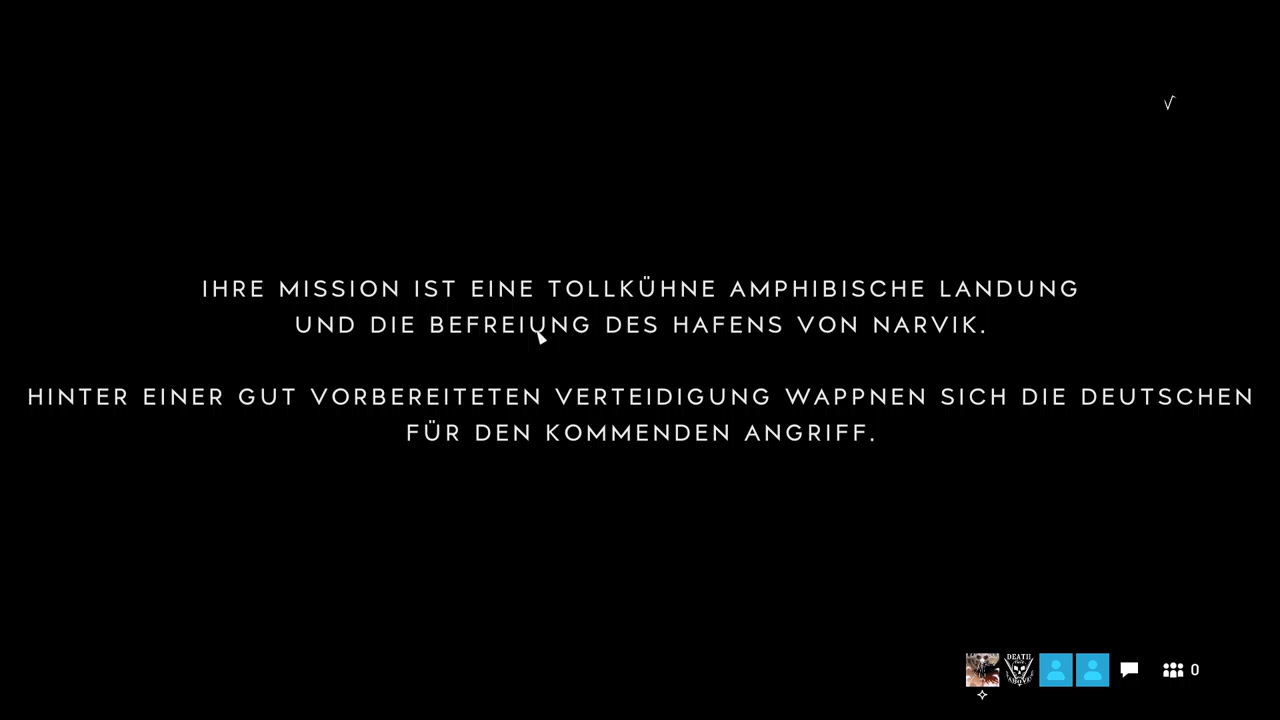 IHRE MISSION IST EINE TOLLKÜHNE AMPHIBISCHE LANDUNG
UND DIE BEFREIUNG DES HAFENS VON NARVIK.
HINTER EINER GUT VORBEREITETEN VERTEIDIGUNG WAPPNEN SICH DIE DEUTSCHEN
FÜR DEN KOMMENDEN ANGRIFF.
DEATH
0